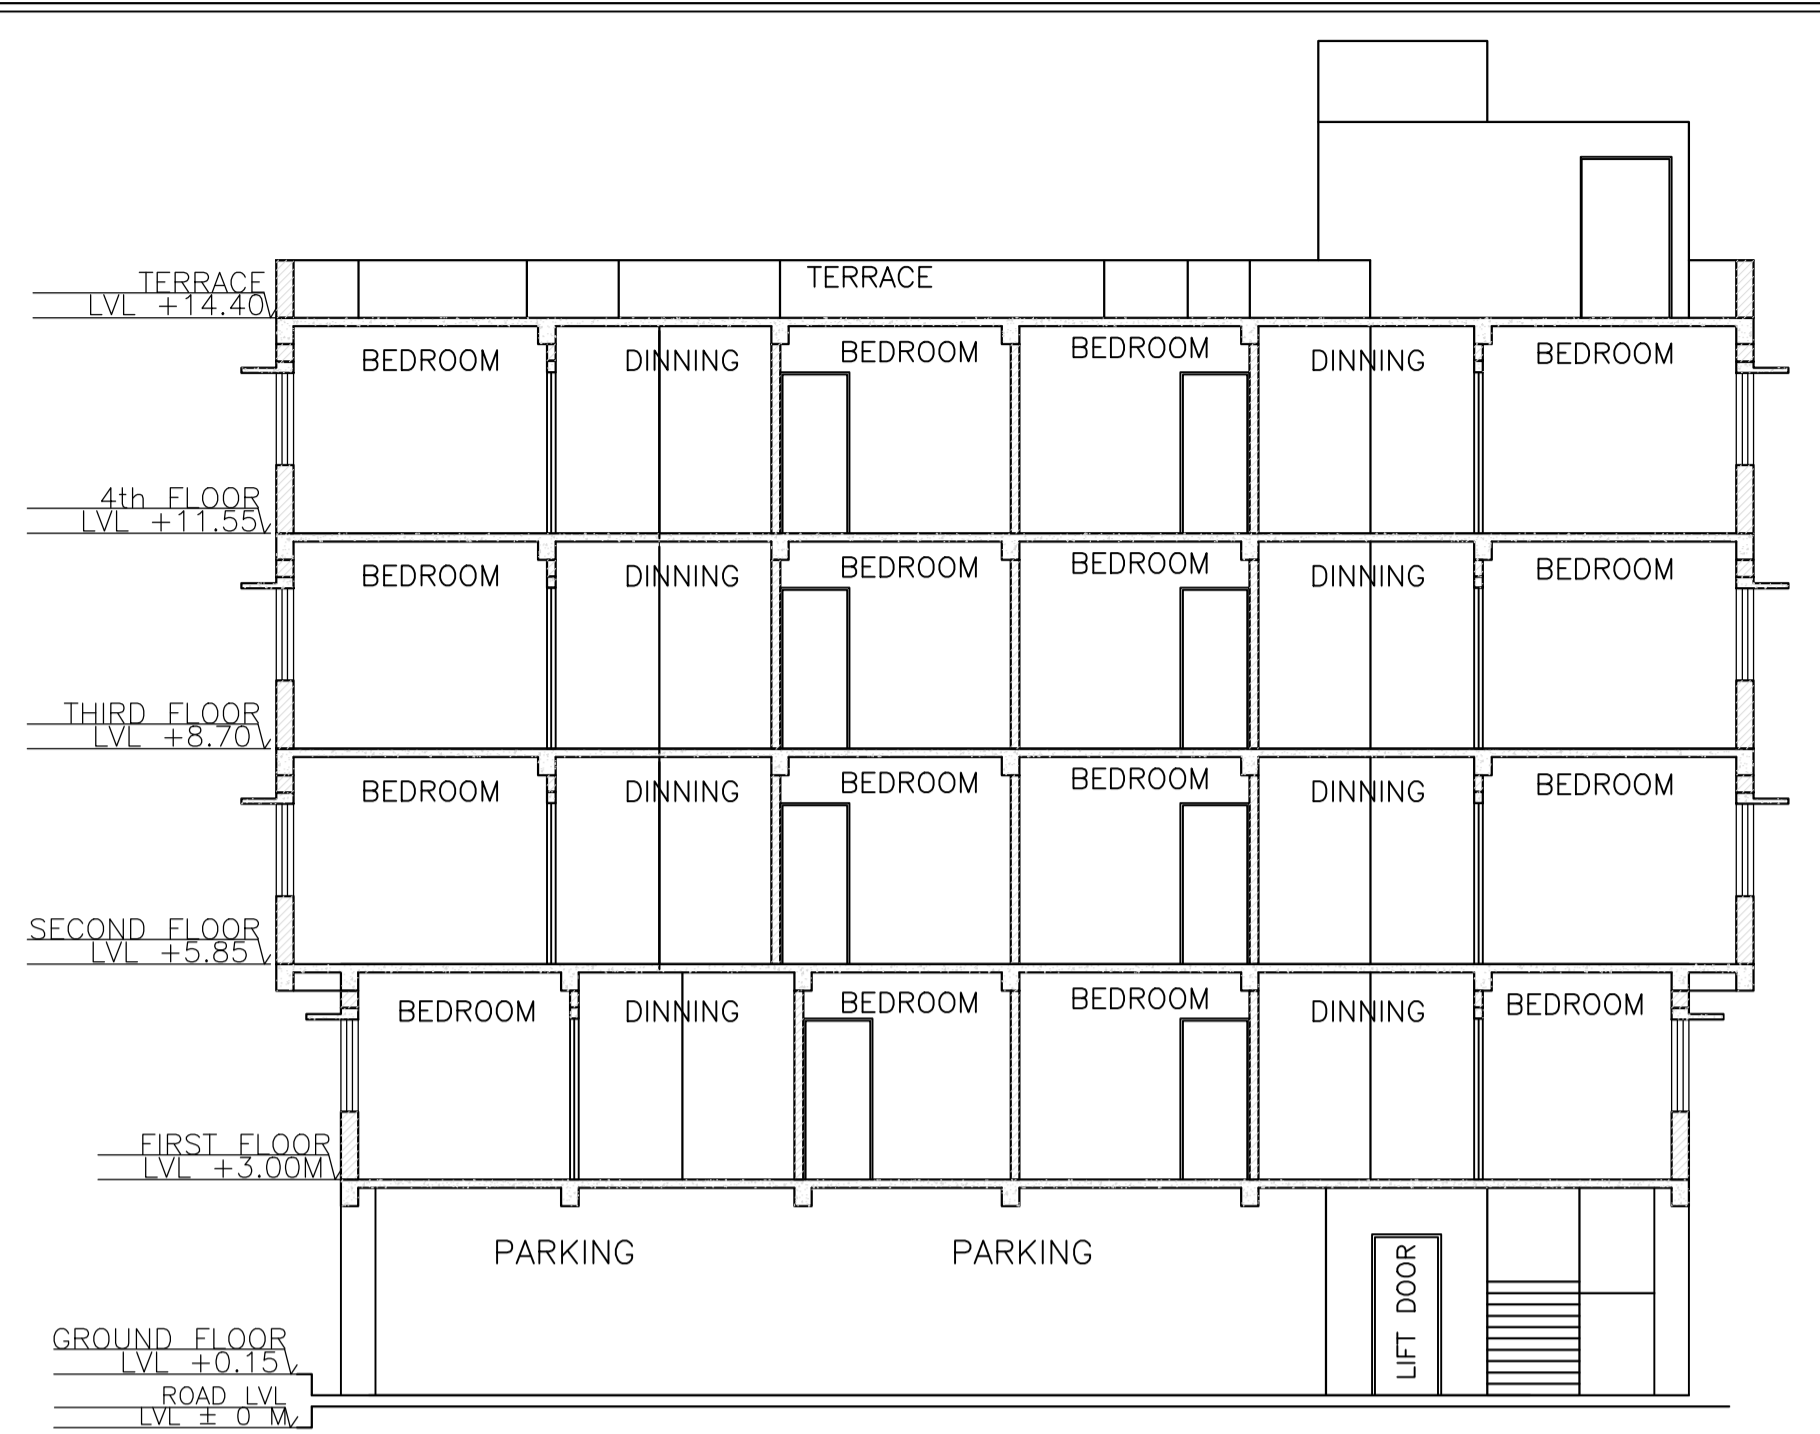 TERRACE
TERRACE
LVL +14.40
BEDROOM DINNING BEDROOM BEDROOM DINNING BEDROOM
4th FLOOR
LVL +11.55
BEDROOM DINNING BEDROOM BEDROOM DINNING BEDROOM
THIRD FLOOR
LVL +8.70
BEDROOM DINNING BEDROOM BEDROOM DINNING BEDROOM
SECOND FLOOR
LVL +5.85
BEDROOM DINNING BEDROOM BEDROOM DINNING BEDROOM
FIRST FLOOR
LVL +3.00M
PARKING PARKING
LIFT DOOR
GROUND FLOOR
LVL +0.15
ROAD LVL
LVL ± 0 M